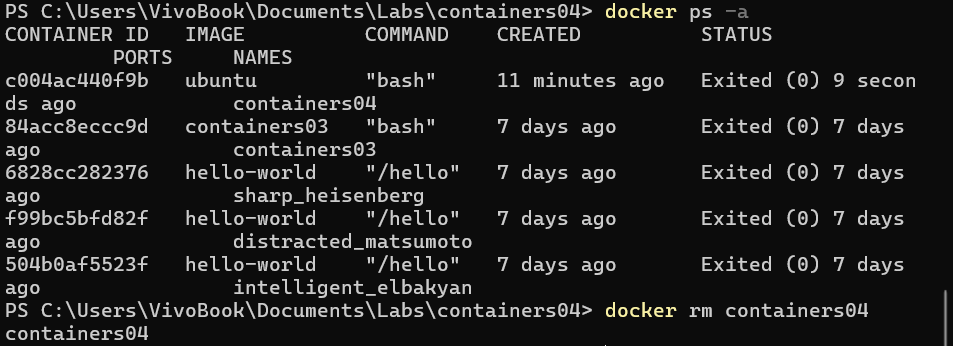 PS C:\Users\VivoBook\Documents\Labs\containers04> docker ps -a
CONTAINER ID   IMAGE          COMMAND    CREATED          STATUS
         PORTS     NAMES
c004ac440f9b   ubuntu         "bash"     11 minutes ago   Exited (0) 9 secon
ds ago             containers04
84acc8eccc9d   containers03   "bash"     7 days ago       Exited (0) 7 days
ago                containers03
6828cc282376   hello-world    "/hello"   7 days ago       Exited (0) 7 days
ago                sharp_heisenberg
f99bc5bfd82f   hello-world    "/hello"   7 days ago       Exited (0) 7 days
ago                distracted_matsumoto
504b0af5523f   hello-world    "/hello"   7 days ago       Exited (0) 7 days
ago                intelligent_elbakyan
PS C:\Users\VivoBook\Documents\Labs\containers04> docker rm containers04
containers04